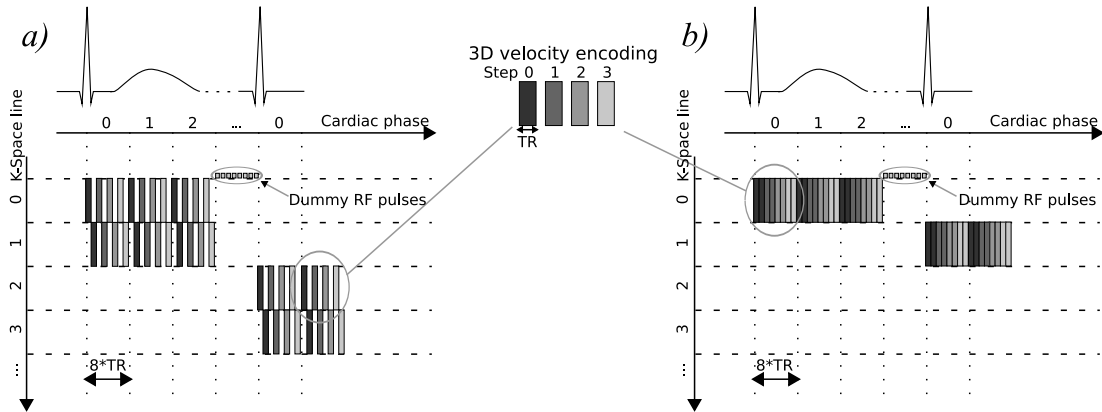 a)
0 1 2 ... 0 Cardiac phase
K-Space line
0
1
2
3
...
Dummy RF pulses
8*TR
3D velocity encoding
Step 0 1 2 3
TR
b)
0 1 2 ... 0 Cardiac phase
K-Space line
0
1
2
3
...
Dummy RF pulses
8*TR